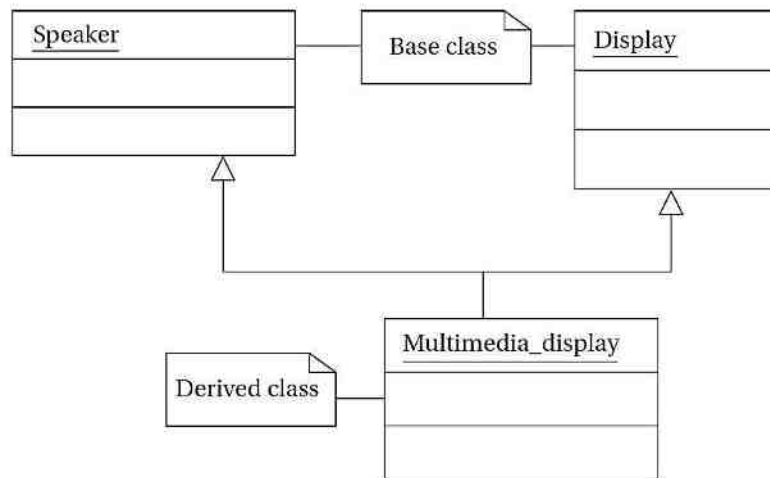 Speaker
Base class
Display
Multimedia_display
Derived class